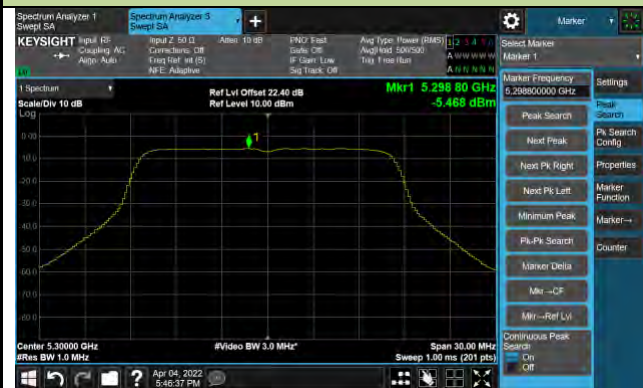 Spectrum Analyzer 1
Swept SA
Spectrum Analyzer 5
Swept SA
+
Marker
KEYSIGHT
Input: RF
Coupling: AC
Align: Auto
Input Z: 50 Ω
Corrections: Off
Freq Ref: Int (S)
NFE: Adaptive
Atten: 10 dB
PNO: Fast
Gate: Off
IF Gain: Low
Sig Track: Off
Avg Type: Power (RMS)
Avg|Hold: 500/500
Trig: Free Run
A W W W W W
A N N N N N
Select Marker
Marker 1
1 Spectrum
Scale/Div 10 dB
Log
Ref Lvl Offset 22.40 dB
Ref Level 10.00 dBm
Mkr1 5.298 80 GHz
-5.468 dBm
1
0.00
-10.0
-20.0
-30.0
-40.0
-50.0
-60.0
-80.0
Center 5.30000 GHz
#Res BW 1.0 MHz
#Video BW 3.0 MHz*
Span 30.00 MHz
Sweep 1.00 ms (201 pts)
Marker Frequency
5.298800000 GHz
Peak Search
Next Peak
Next Pk Right
Next Pk Left
Minimum Peak
Pk-Pk Search
Marker Delta
Mkr→CF
Mkr→Ref Lvl
Continuous Peak
Search
On
Off
Settings
Peak
Search
Pk Search
Config
Properties
Marker
Function
Marker→
Counter
?
Apr 04, 2022
5:46:37 PM